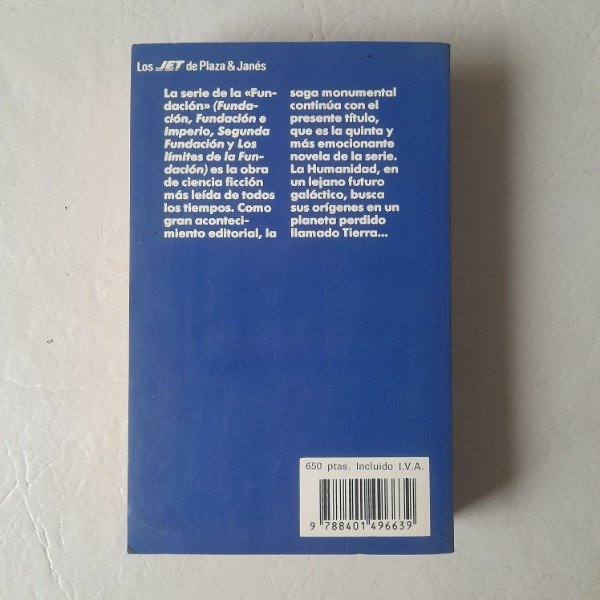 Los JET de Plaza & Janés
La serie de la «Fun-
dación» (Funda-
ción, Fundación e
Imperio, Segunda
Fundación y Los
límites de la Fun-
dación) es la obra
de ciencia ficción
más leída de todos
los tiempos. Como
gran aconteci-
miento editorial, la
saga monumental
continúa con el
presente título,
que es la quinta y
más emocionante
novela de la serie.
La Humanidad, en
un lejano futuro
galáctico, busca
sus orígenes en un
planeta perdido
llamado Tierra...
650 ptas. Incluido I.V.A.
9 788401 496639